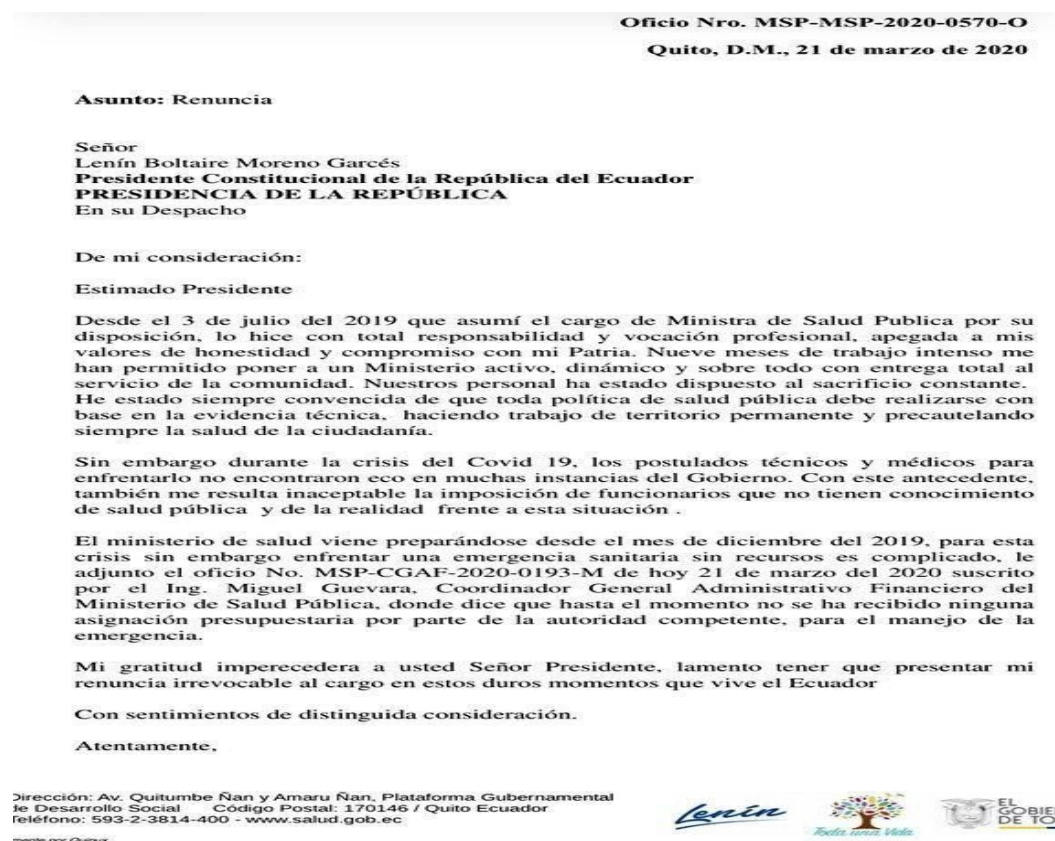 Oficio Nro. MSP-MSP-2020-0570-O
Quito, D.M., 21 de marzo de 2020
Asunto: Renuncia
Señor
Lenín Boltaire Moreno Garcés
Presidente Constitucional de la República del Ecuador
PRESIDENCIA DE LA REPÚBLICA
En su Despacho
De mi consideración:
Estimado Presidente
Desde el 3 de julio del 2019 que asumí el cargo de Ministra de Salud Publica por su
disposición, lo hice con total responsabilidad y vocación profesional, apegada a mis
valores de honestidad y compromiso con mi Patria. Nueve meses de trabajo intenso me
han permitido poner a un Ministerio activo, dinámico y sobre todo con entrega total al
servicio de la comunidad. Nuestros personal ha estado dispuesto al sacrificio constante.
He estado siempre convencida de que toda política de salud pública debe realizarse con
base en la evidencia técnica, haciendo trabajo de territorio permanente y precautelando
siempre la salud de la ciudadanía.
Sin embargo durante la crisis del Covid 19, los postulados técnicos y médicos para
enfrentarlo no encontraron eco en muchas instancias del Gobierno. Con este antecedente,
también me resulta inaceptable la imposición de funcionarios que no tienen conocimiento
de salud pública y de la realidad frente a esta situación .
El ministerio de salud viene preparándose desde el mes de diciembre del 2019, para esta
crisis sin embargo enfrentar una emergencia sanitaria sin recursos es complicado, le
adjunto el oficio No. MSP-CGAF-2020-0193-M de hoy 21 de marzo del 2020 suscrito
por el Ing. Miguel Guevara, Coordinador General Administrativo Financiero del
Ministerio de Salud Pública, donde dice que hasta el momento no se ha recibido ninguna
asignación presupuestaria por parte de la autoridad competente, para el manejo de la
emergencia.
Mi gratitud imperecedera a usted Señor Presidente, lamento tener que presentar mi
renuncia irrevocable al cargo en estos duros momentos que vive el Ecuador
Con sentimientos de distinguida consideración.
Atentamente,
Dirección: Av. Quitumbe Ñan y Amaru Ñan, Plataforma Gubernamental
de Desarrollo Social Código Postal: 170146 / Quito Ecuador
Teléfono: 593-2-3814-400 - www.salud.gob.ec
Lenín
Toda una Vida
EL
GOBIE
DE TO